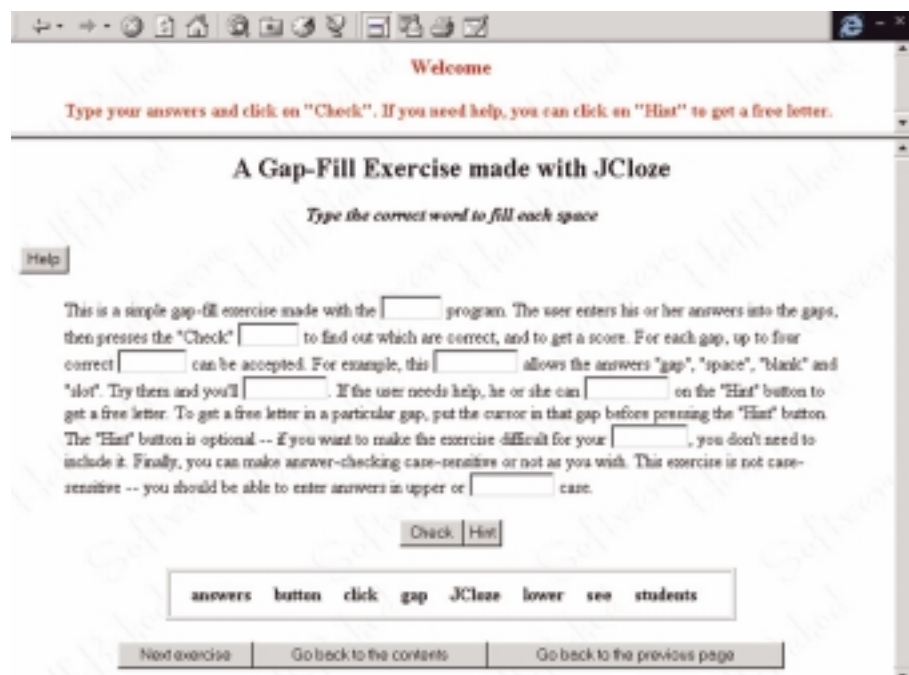 Welcome
Type your answers and click on "Check". If you need help, you can click on "Hint" to get a free letter.
A Gap-Fill Exercise made with JCloze
Type the correct word to fill each space
Help
This is a simple gap-fill exercise made with the program. The user enters his or her answers into the gaps,
then presses the "Check" to find out which are correct, and to get a score. For each gap, up to four
correct can be accepted. For example, this allows the answers "gap", "space", "blank" and
"slot". Try them and you'll . If the user needs help, he or she can on the "Hint" button to
get a free letter. To get a free letter in a particular gap, put the cursor in that gap before pressing the "Hint" button.
The "Hint" button is optional -- if you want to make the exercise difficult for your , you don't need to
include it. Finally, you can make answer-checking case-sensitive or not as you wish. This exercise is not case-
sensitive -- you should be able to enter answers in upper or case.
Check Hint
answers button click gap JCloze lower see students
Next exercise Go back to the contents Go back to the previous page
Half-Baked
Software